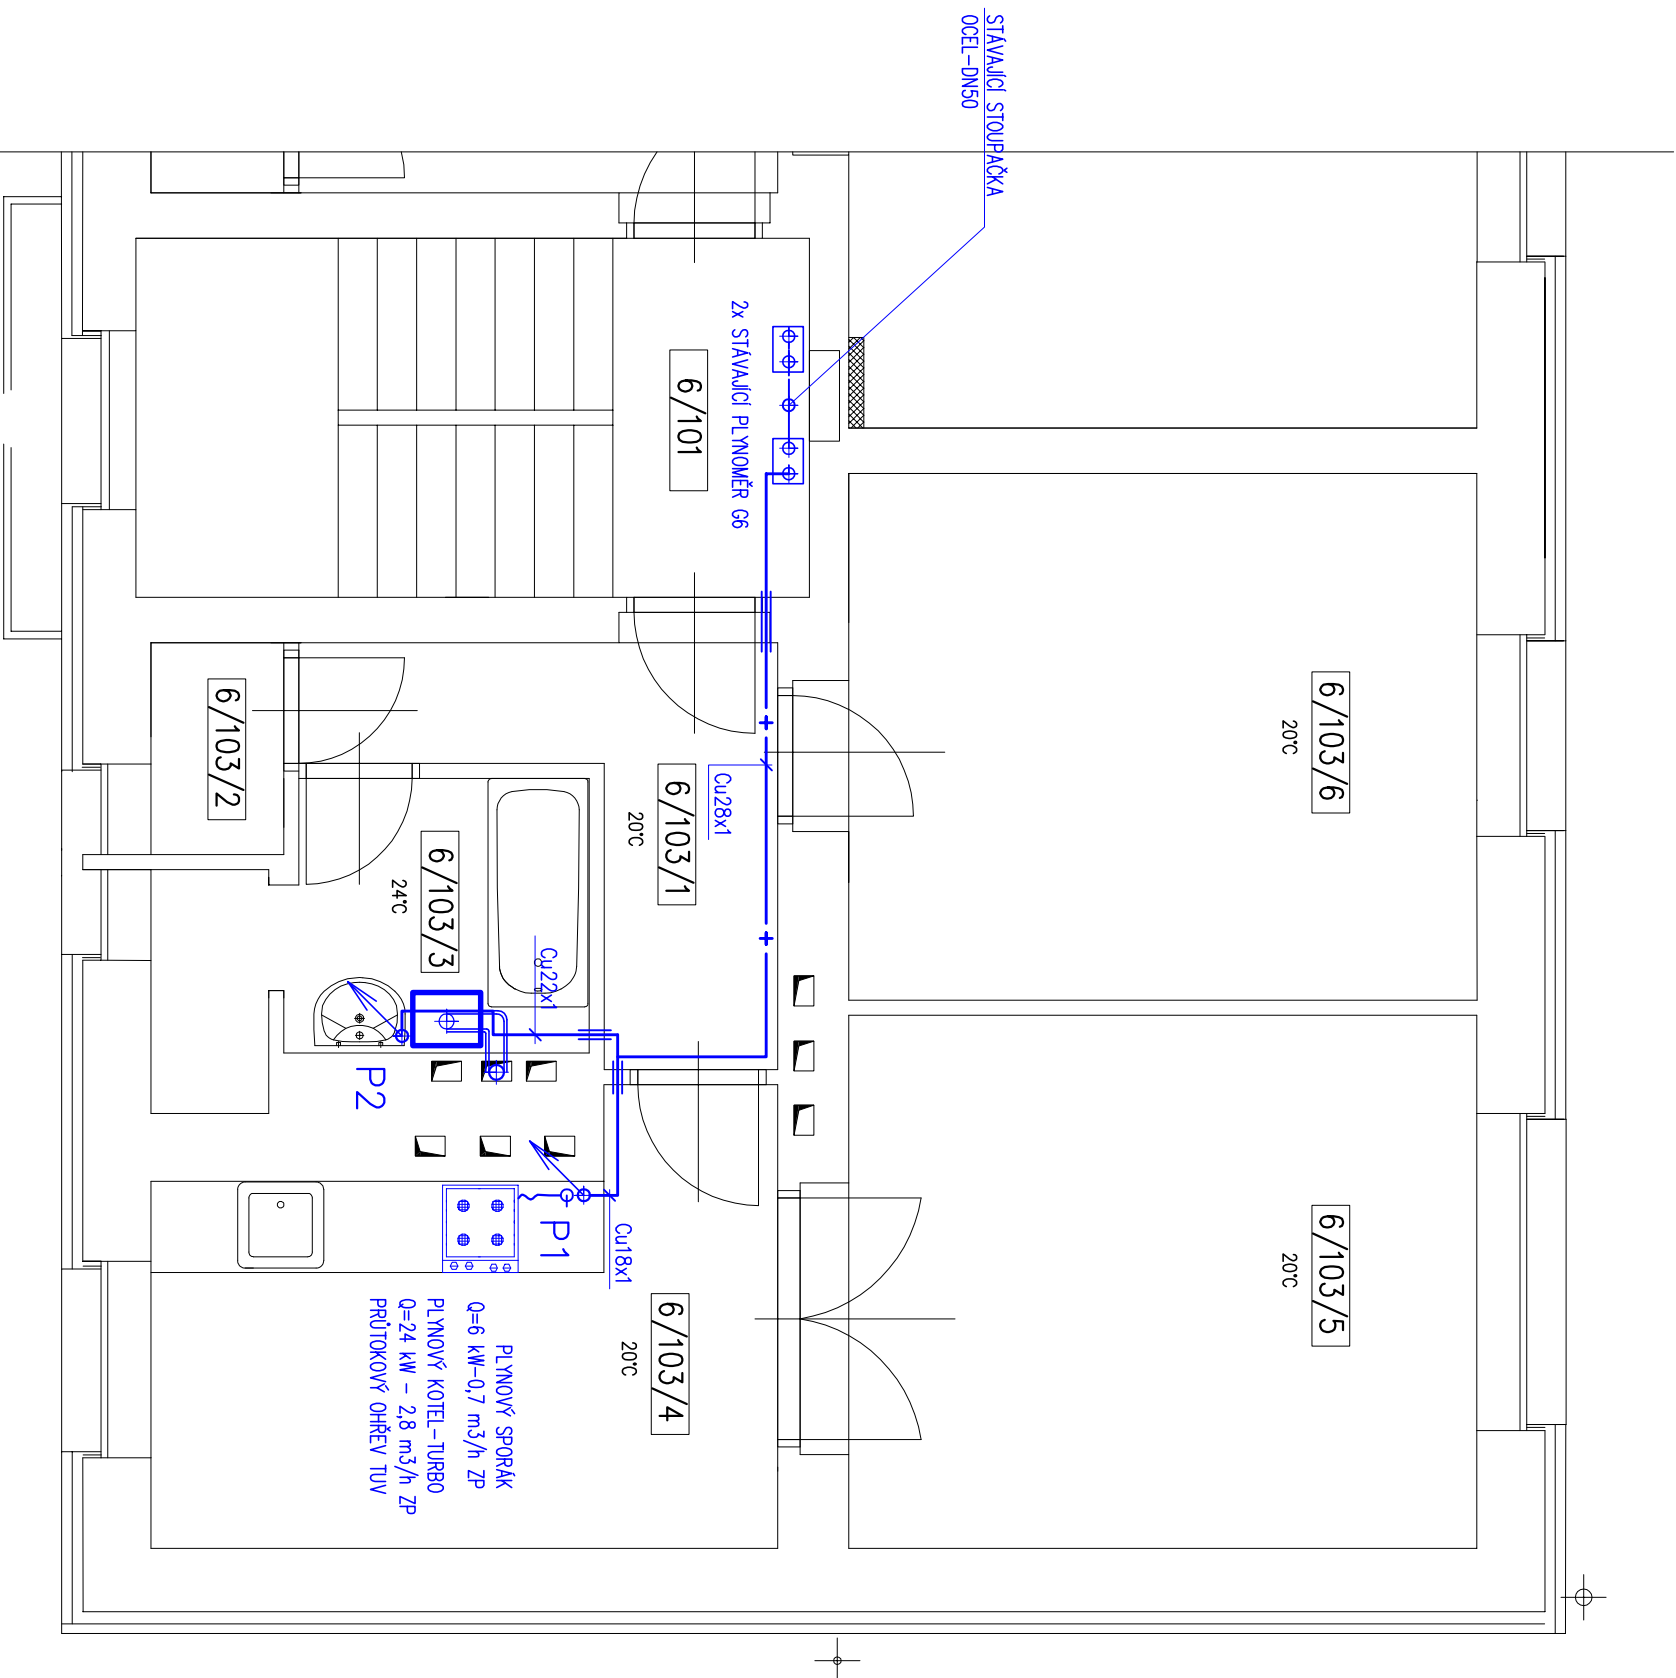 STÁVAJÍCÍ STOUPAČKA
OCEL-DN50
2x STÁVAJÍCÍ PLYNOMĚR G6
6/101
6/103/6
20°C
6/103/2
Cu28x1
6/103/1
20°C
6/103/3
24°C
Cu22x1
P2
P1
Cu18x1
6/103/5
20°C
6/103/4
20°C
PLYNOVÝ SPORÁK
Q=6 kW-0,7 m3/h ZP
PLYNOVÝ KOTEL-TURBO
Q=24 kW - 2,8 m3/h ZP
PRŮTOKOVÝ OHŘEV TUV